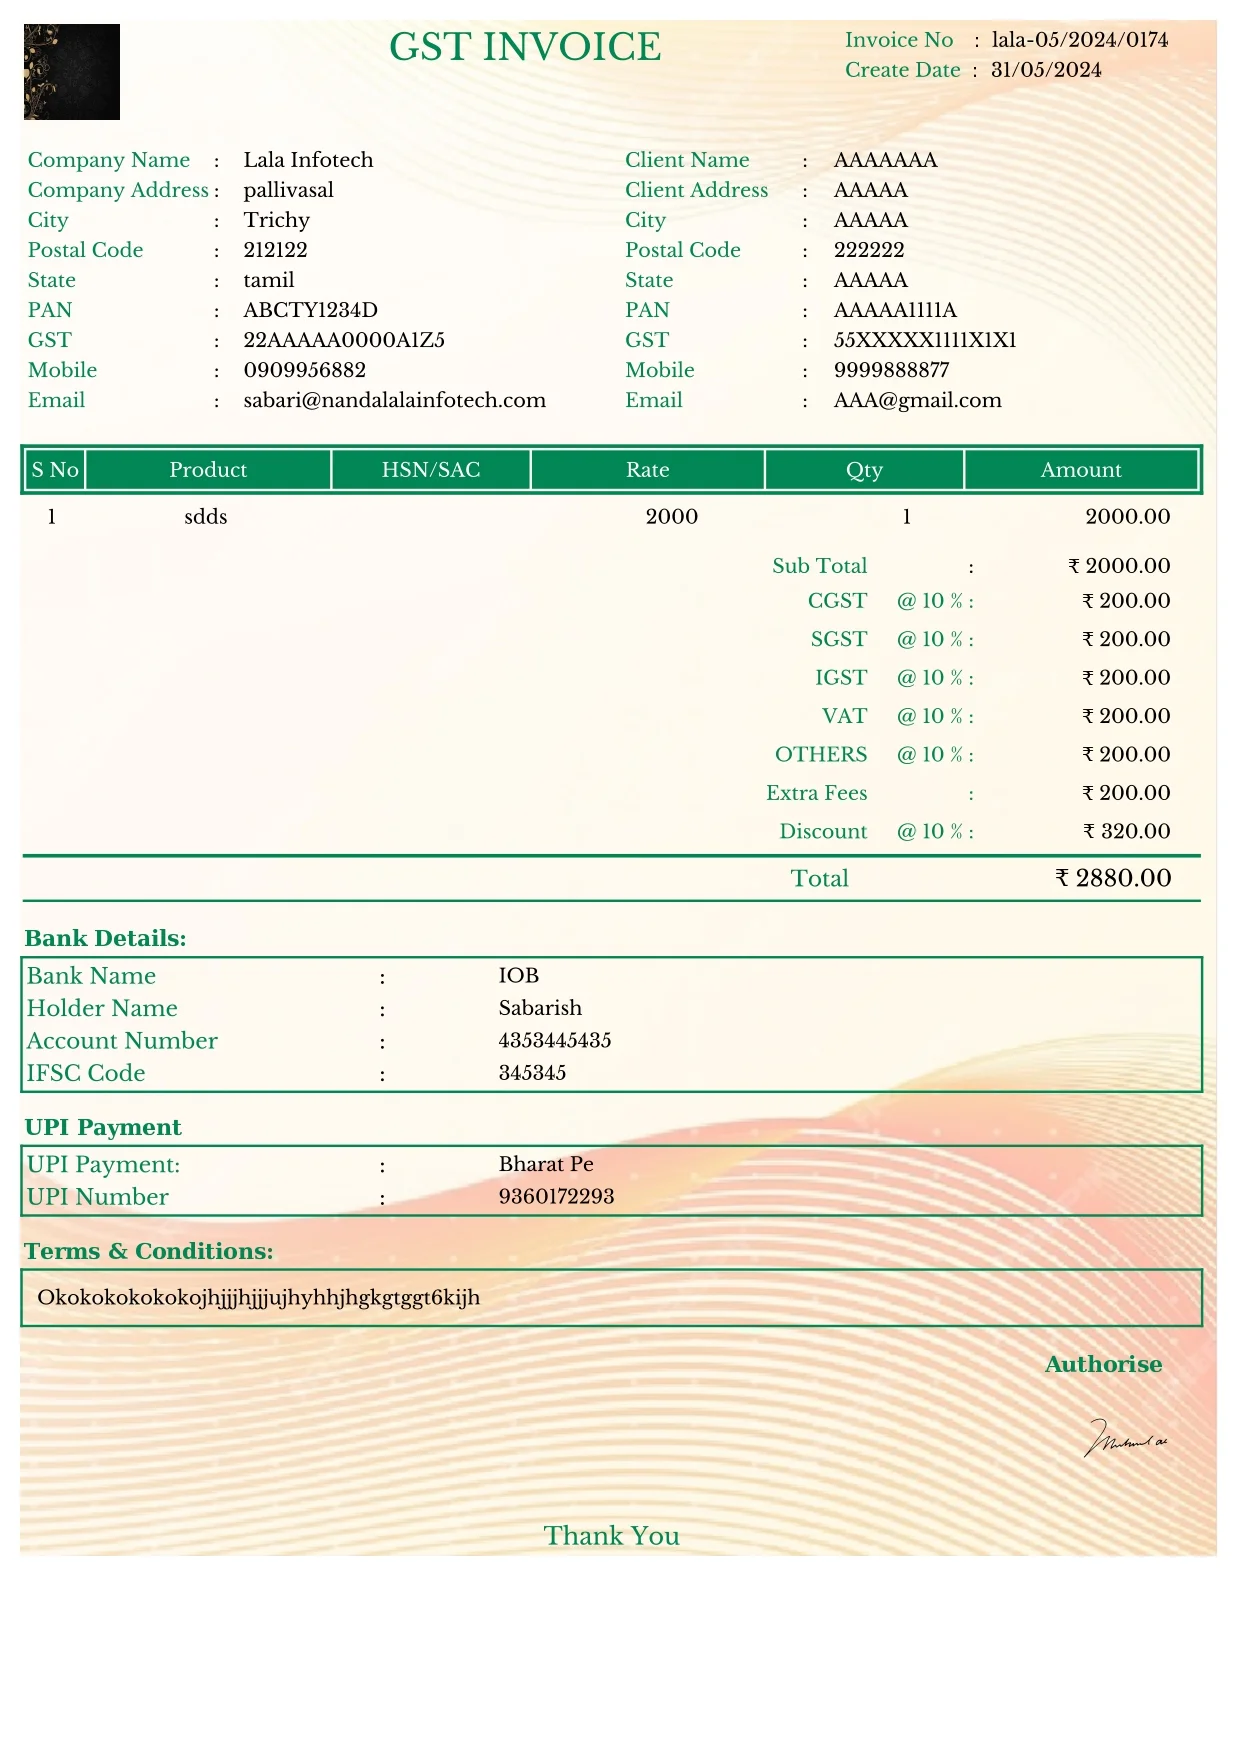 GST INVOICE
Invoice No : lala-05/2024/0174
Create Date : 31/05/2024
Company Name : Lala Infotech
Company Address : pallivasal
City : Trichy
Postal Code : 212122
State : tamil
PAN : ABCTY1234D
GST : 22AAAAA0000A1Z5
Mobile : 0909956882
Email : sabari@nandalalainfotech.com
Client Name : AAAAAAA
Client Address : AAAAA
City : AAAAA
Postal Code : 222222
State : AAAAA
PAN : AAAAA1111A
GST : 55XXXXX1111X1X1
Mobile : 9999888877
Email : AAA@gmail.com
S No Product HSN/SAC Rate Qty Amount
1 sdds 2000 1 2000.00
Sub Total : ₹ 2000.00
CGST @ 10 % : ₹ 200.00
SGST @ 10 % : ₹ 200.00
IGST @ 10 % : ₹ 200.00
VAT @ 10 % : ₹ 200.00
OTHERS @ 10 % : ₹ 200.00
Extra Fees : ₹ 200.00
Discount @ 10 % : ₹ 320.00
Total ₹ 2880.00
Bank Details:
Bank Name : IOB
Holder Name : Sabarish
Account Number : 4353445435
IFSC Code : 345345
UPI Payment
UPI Payment: : Bharat Pe
UPI Number : 9360172293
Terms & Conditions:
Okokokokokokojhjjjhjjjujhyhhjhgkgtggt6kijh
Authorise
Thank You